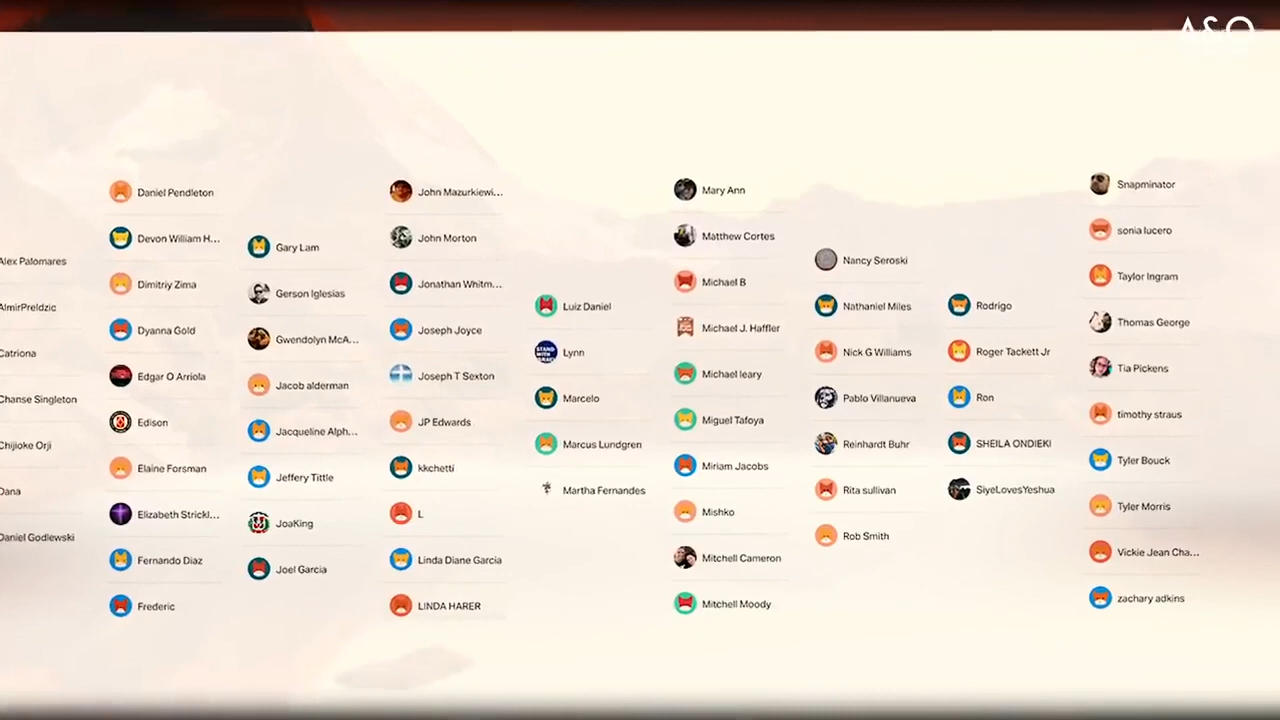 ASO
Alex Palomares
AlmirPreldzic
Catriona
Chanse Singleton
Chijioke Orji
Dana
Daniel Godlewski
Daniel Pendleton
Devon William H...
Dimitriy Zima
Dyanna Gold
Edgar O Arriola
Edison
Elaine Forsman
Elizabeth Strickl...
Fernando Diaz
Frederic
Gary Lam
Gerson Iglesias
Gwendolyn McA...
Jacob alderman
Jacqueline Alph...
Jeffery Tittle
JoaKing
Joel Garcia
John Mazurkiewi...
John Morton
Jonathan Whitm...
Joseph Joyce
Joseph T Sexton
JP Edwards
kkchetti
L
Linda Diane Garcia
LINDA HARER
Luiz Daniel
Lynn
Marcelo
Marcus Lundgren
Martha Fernandes
Mary Ann
Matthew Cortes
Michael B
Michael J. Haffler
Michael leary
Miguel Tafoya
Miriam Jacobs
Mishko
Mitchell Cameron
Mitchell Moody
Nancy Seroski
Nathaniel Miles
Nick G Williams
Pablo Villanueva
Reinhardt Buhr
Rita sullivan
Rob Smith
Rodrigo
Roger Tackett Jr
Ron
SHEILA ONDIEKI
SiyeLovesYeshua
Snapminator
sonia lucero
Taylor Ingram
Thomas George
Tia Pickens
timothy straus
Tyler Bouck
Tyler Morris
Vickie Jean Cha...
zachary adkins